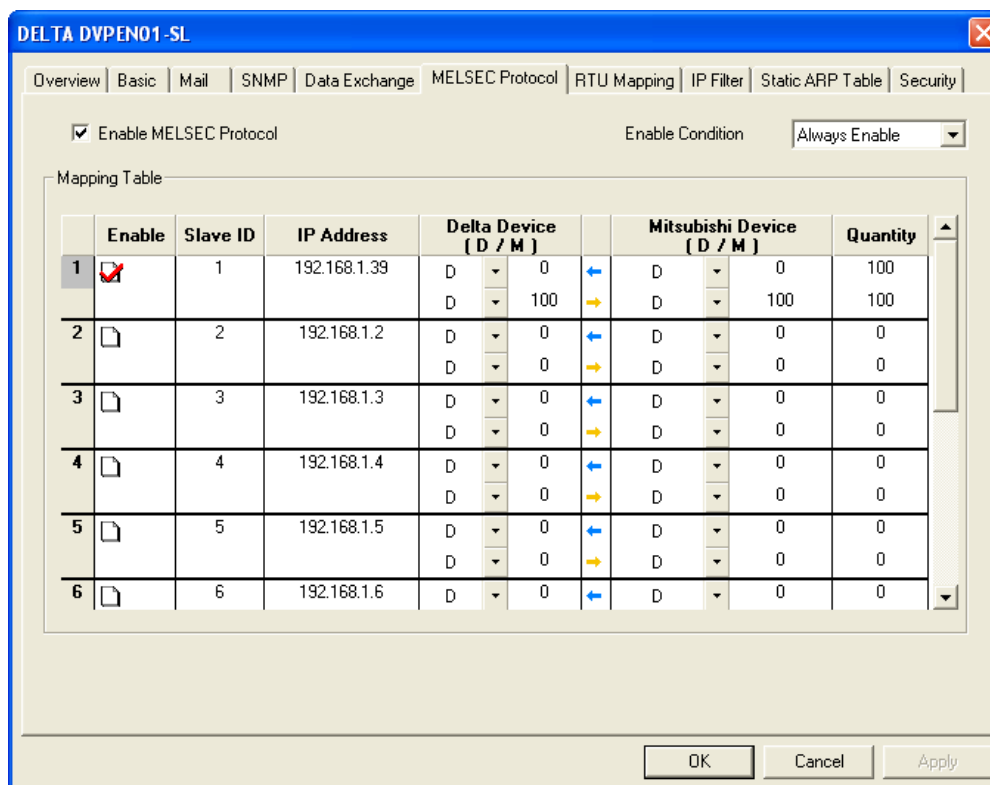 DELTA DVPEN01-SL
Overview Basic Mail SNMP Data Exchange MELSEC Protocol RTU Mapping IP Filter Static ARP Table Security
Enable MELSEC Protocol Enable Condition Always Enable
Mapping Table
Enable Slave ID IP Address Delta Device ( D / M ) Mitsubishi Device ( D / M ) Quantity
1 1 192.168.1.39 D 0 D 0 100
D 100 D 100 100
2 2 192.168.1.2 D 0 D 0 0
D 0 D 0 0
3 3 192.168.1.3 D 0 D 0 0
D 0 D 0 0
4 4 192.168.1.4 D 0 D 0 0
D 0 D 0 0
5 5 192.168.1.5 D 0 D 0 0
D 0 D 0 0
6 6 192.168.1.6 D 0 D 0 0
OK Cancel Apply